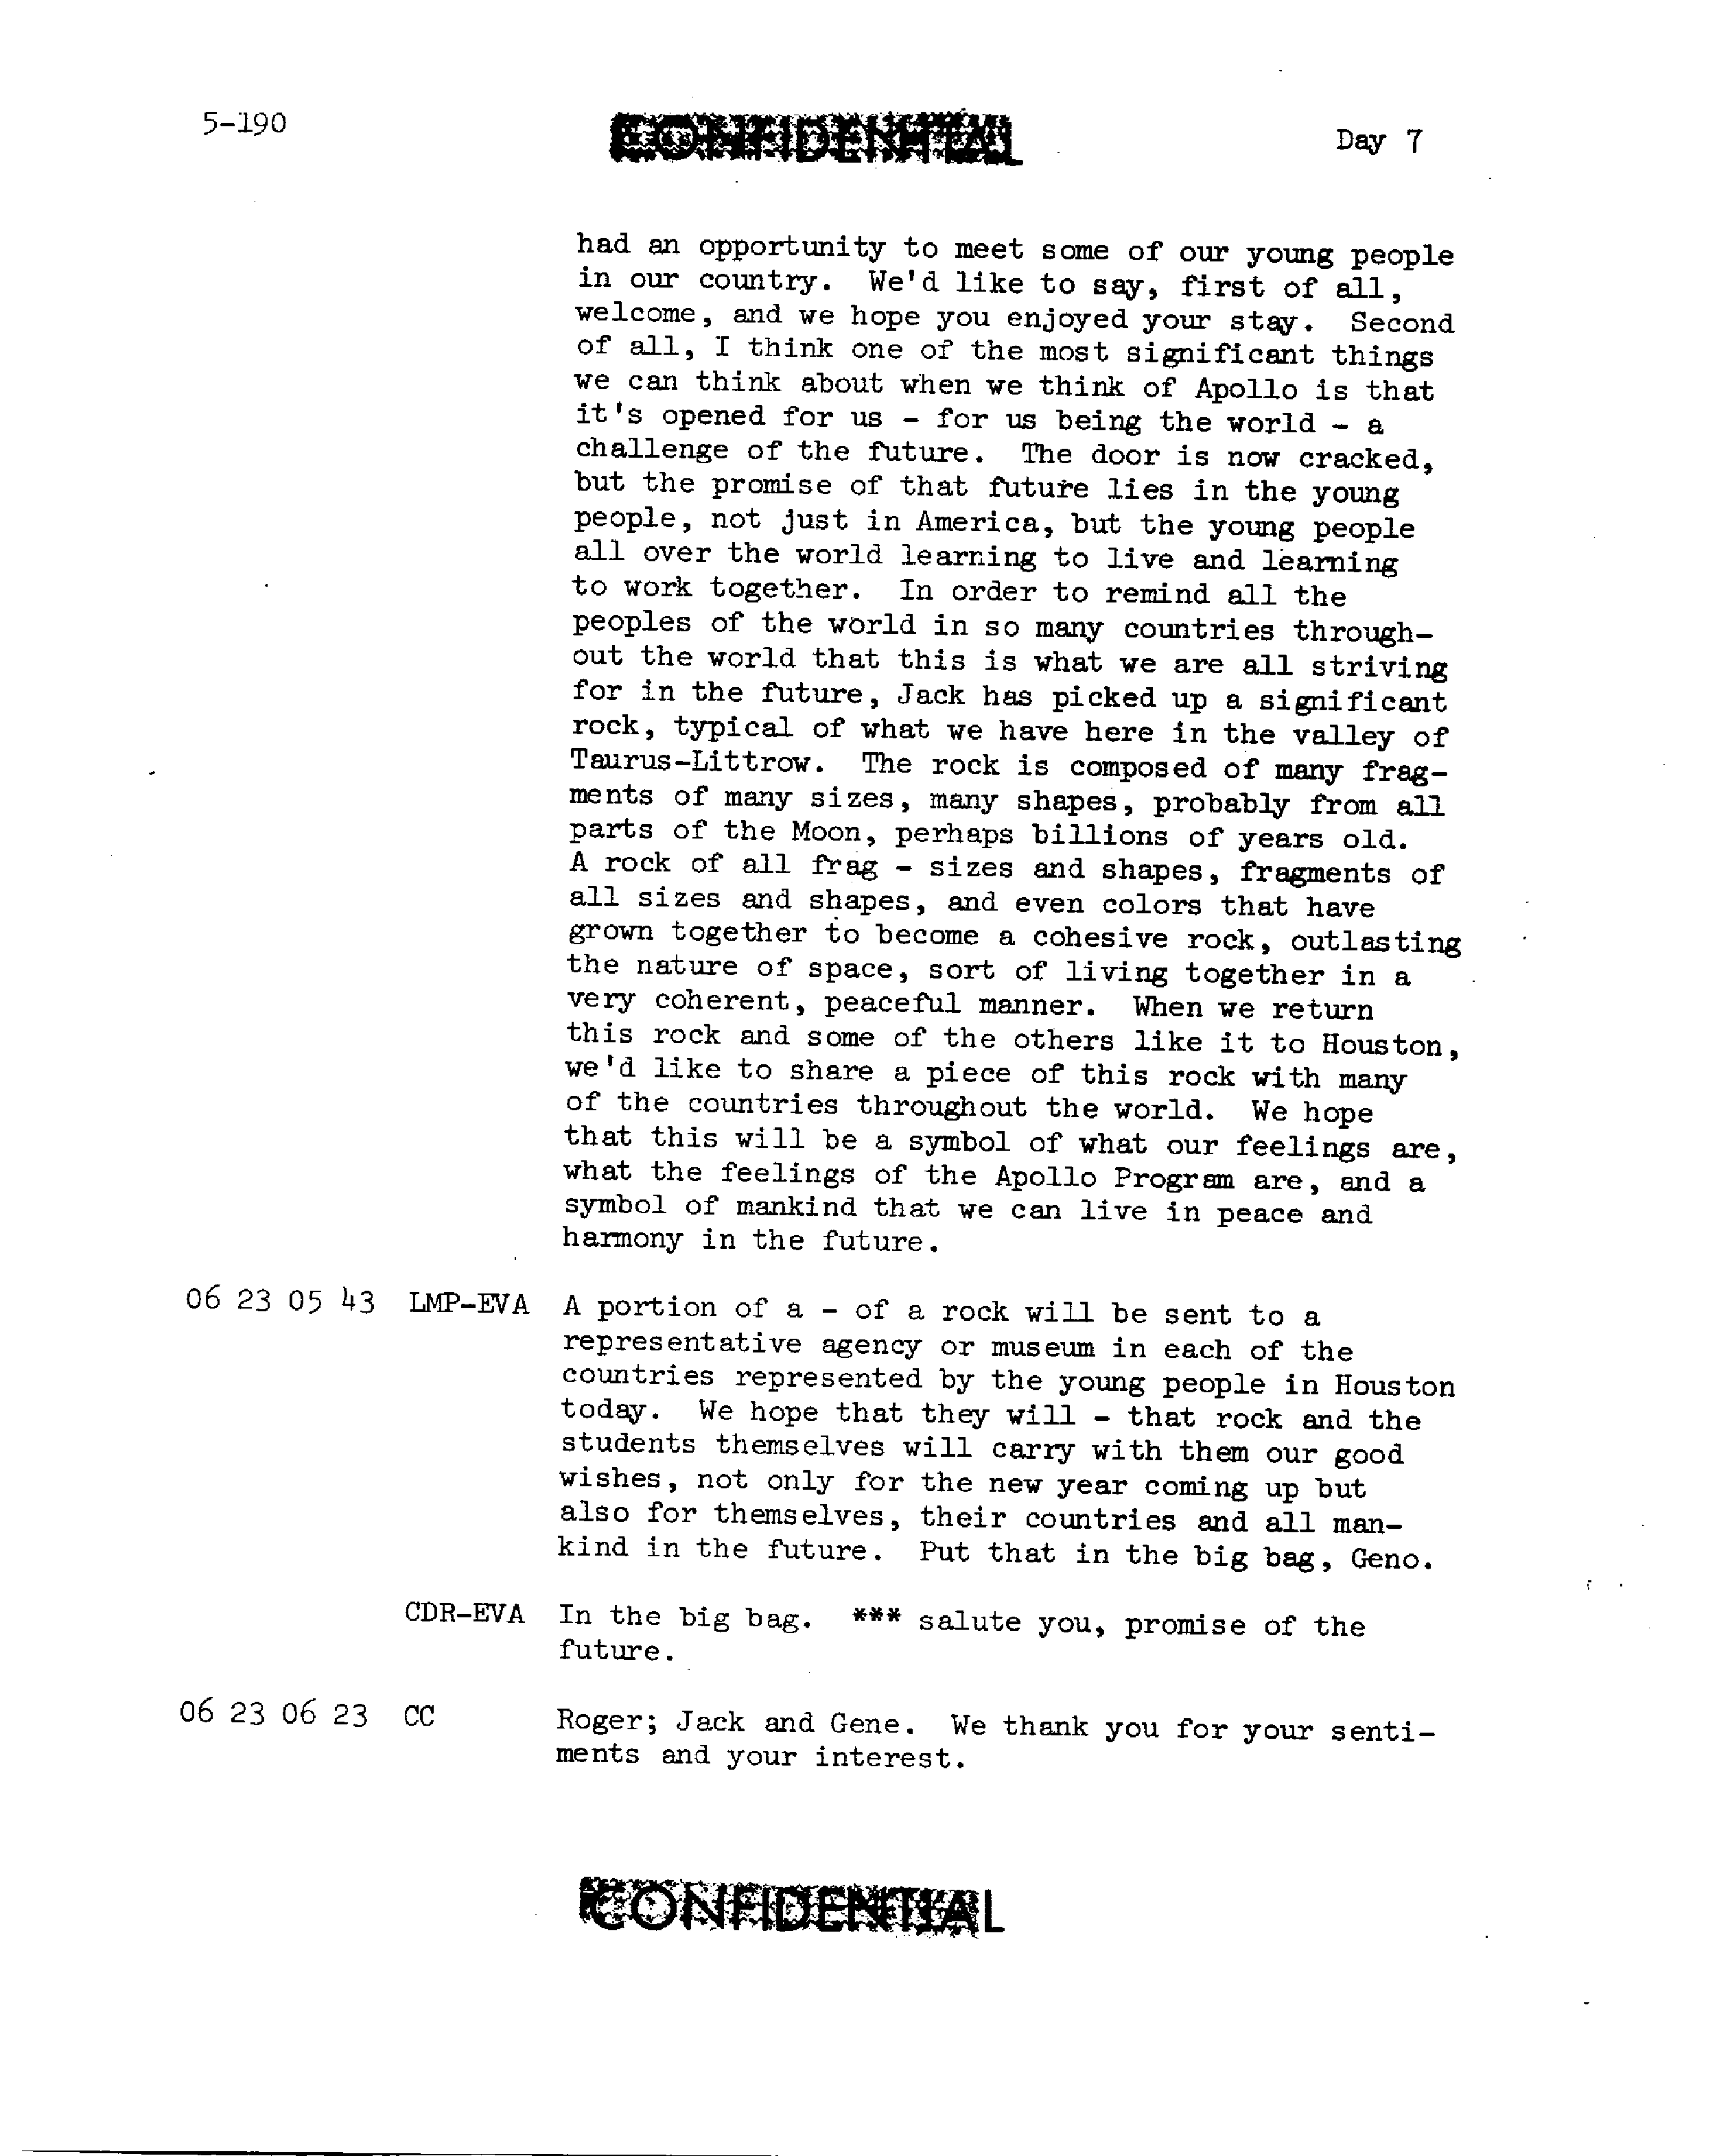 5-190
CONFIDENTIAL
Day 7
had an opportunity to meet some of our young people
in our country. We'd like to say, first of all,
welcome, and we hope you enjoyed your stay. Second
of all, I think one of the most significant things
we can think about when we think of Apollo is that
it's opened for us - for us being the world - a
challenge of the future. The door is now cracked,
but the promise of that future lies in the young
people, not just in America, but the young people
all over the world learning to live and learning
to work together. In order to remind all the
peoples of the world in so many countries through-
out the world that this is what we are all striving
for in the future, Jack has picked up a significant
rock, typical of what we have here in the valley of
Taurus-Littrow. The rock is composed of many frag-
ments of many sizes, many shapes, probably from all
parts of the Moon, perhaps billions of years old.
A rock of all frag - sizes and shapes, fragments of
all sizes and shapes, and even colors that have
grown together to become a cohesive rock, outlasting
the nature of space, sort of living together in a
very coherent, peaceful manner. When we return
this rock and some of the others like it to Houston,
we'd like to share a piece of this rock with many
of the countries throughout the world. We hope
that this will be a symbol of what our feelings are,
what the feelings of the Apollo Program are, and a
symbol of mankind that we can live in peace and
harmony in the future.
06 23 05 43 LMP-EVA A portion of a - of a rock will be sent to a
representative agency or museum in each of the
countries represented by the young people in Houston
today. We hope that they will - that rock and the
students themselves will carry with them our good
wishes, not only for the new year coming up but
also for themselves, their countries and all man-
kind in the future. Put that in the big bag, Geno.
CDR-EVA In the big bag. *** salute you, promise of the
future.
06 23 06 23 CC Roger; Jack and Gene. We thank you for your senti-
ments and your interest.
CONFIDENTIAL